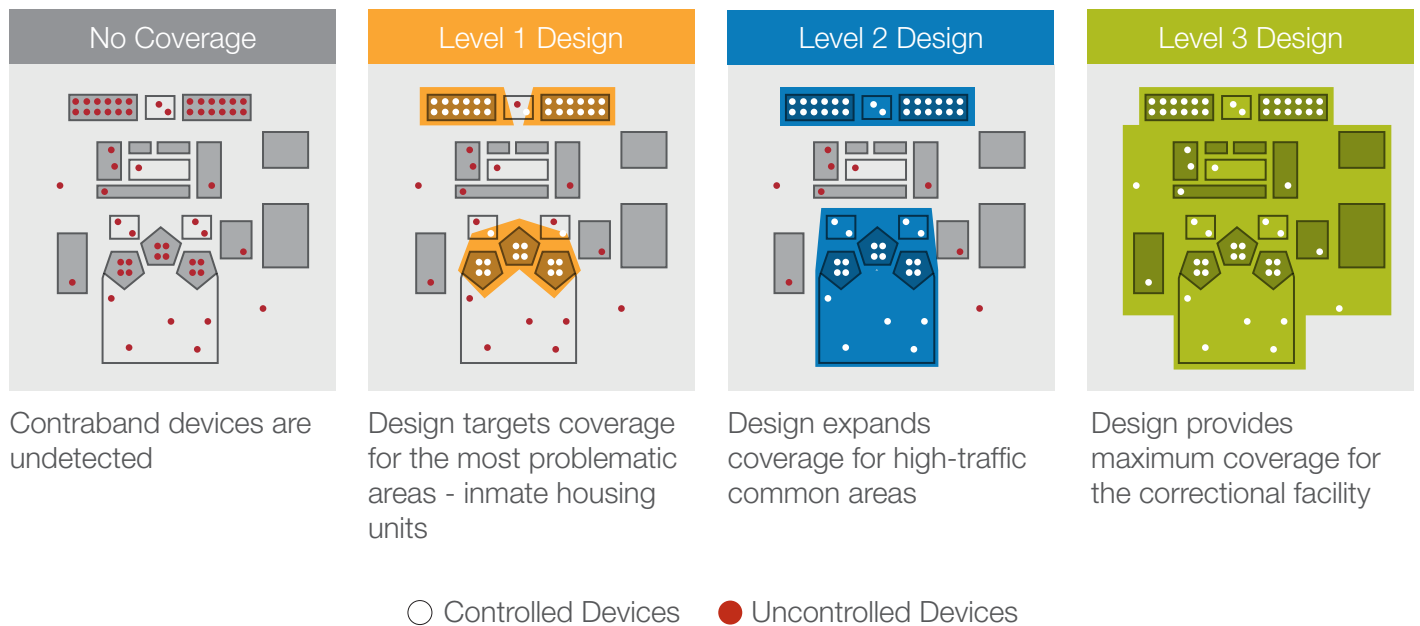 No Coverage
Level 1 Design
Level 2 Design
Level 3 Design
Contraband devices are
undetected
Design targets coverage
for the most problematic
areas - inmate housing
units
Design expands
coverage for high-traffic
common areas
Design provides
maximum coverage for
the correctional facility
Controlled Devices
Uncontrolled Devices